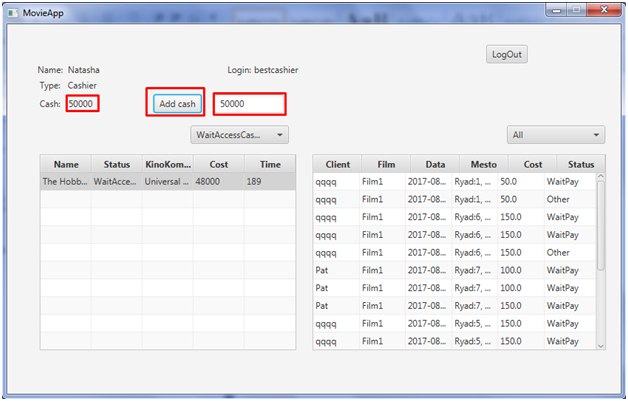 MovieApp
LogOut
Name: Natasha Login: bestcashier
Type: Cashier
Cash: 50000 Add cash 50000
WaitAccessCas... All
Name Status KinoKom... Cost Time
The Hobb... WaitAcce... Universal ... 48000 189
Client Film Data Mesto Cost Status
qqqq Film1 2017-08... Ryad:1, ... 50.0 WaitPay
qqqq Film1 2017-08... Ryad:1, ... 50.0 Other
qqqq Film1 2017-08... Ryad:6, ... 150.0 WaitPay
qqqq Film1 2017-08... Ryad:6, ... 150.0 WaitPay
qqqq Film1 2017-08... Ryad:6, ... 150.0 Other
Pat Film1 2017-08... Ryad:7, ... 100.0 WaitPay
Pat Film1 2017-08... Ryad:7, ... 100.0 WaitPay
Pat Film1 2017-08... Ryad:7, ... 150.0 WaitPay
qqqq Film1 2017-08... Ryad:5, ... 150.0 WaitPay
qqqq Film1 2017-08... Ryad:5, ... 150.0 WaitPay